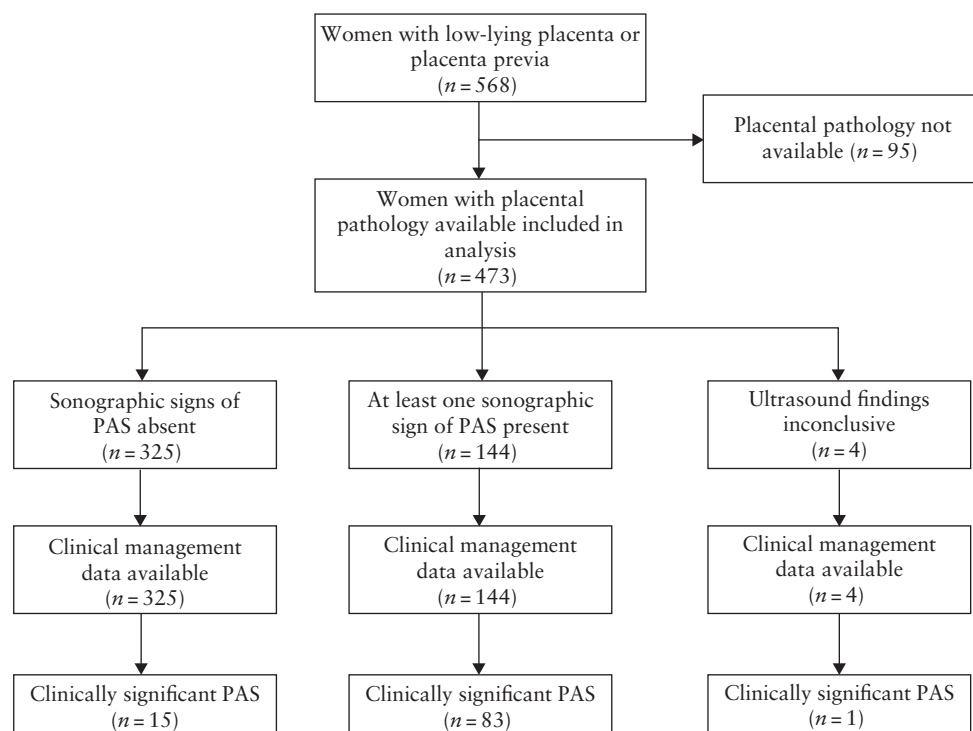 Women with low-lying placenta or
placenta previa
(n = 568)
Placental pathology not
available (n = 95)
Women with placental
pathology available included in
analysis
(n = 473)
Sonographic signs of
PAS absent
(n = 325)
At least one sonographic
sign of PAS present
(n = 144)
Ultrasound findings
inconclusive
(n = 4)
Clinical management
data available
(n = 325)
Clinical management
data available
(n = 144)
Clinical management
data available
(n = 4)
Clinically significant PAS
(n = 15)
Clinically significant PAS
(n = 83)
Clinically significant PAS
(n = 1)